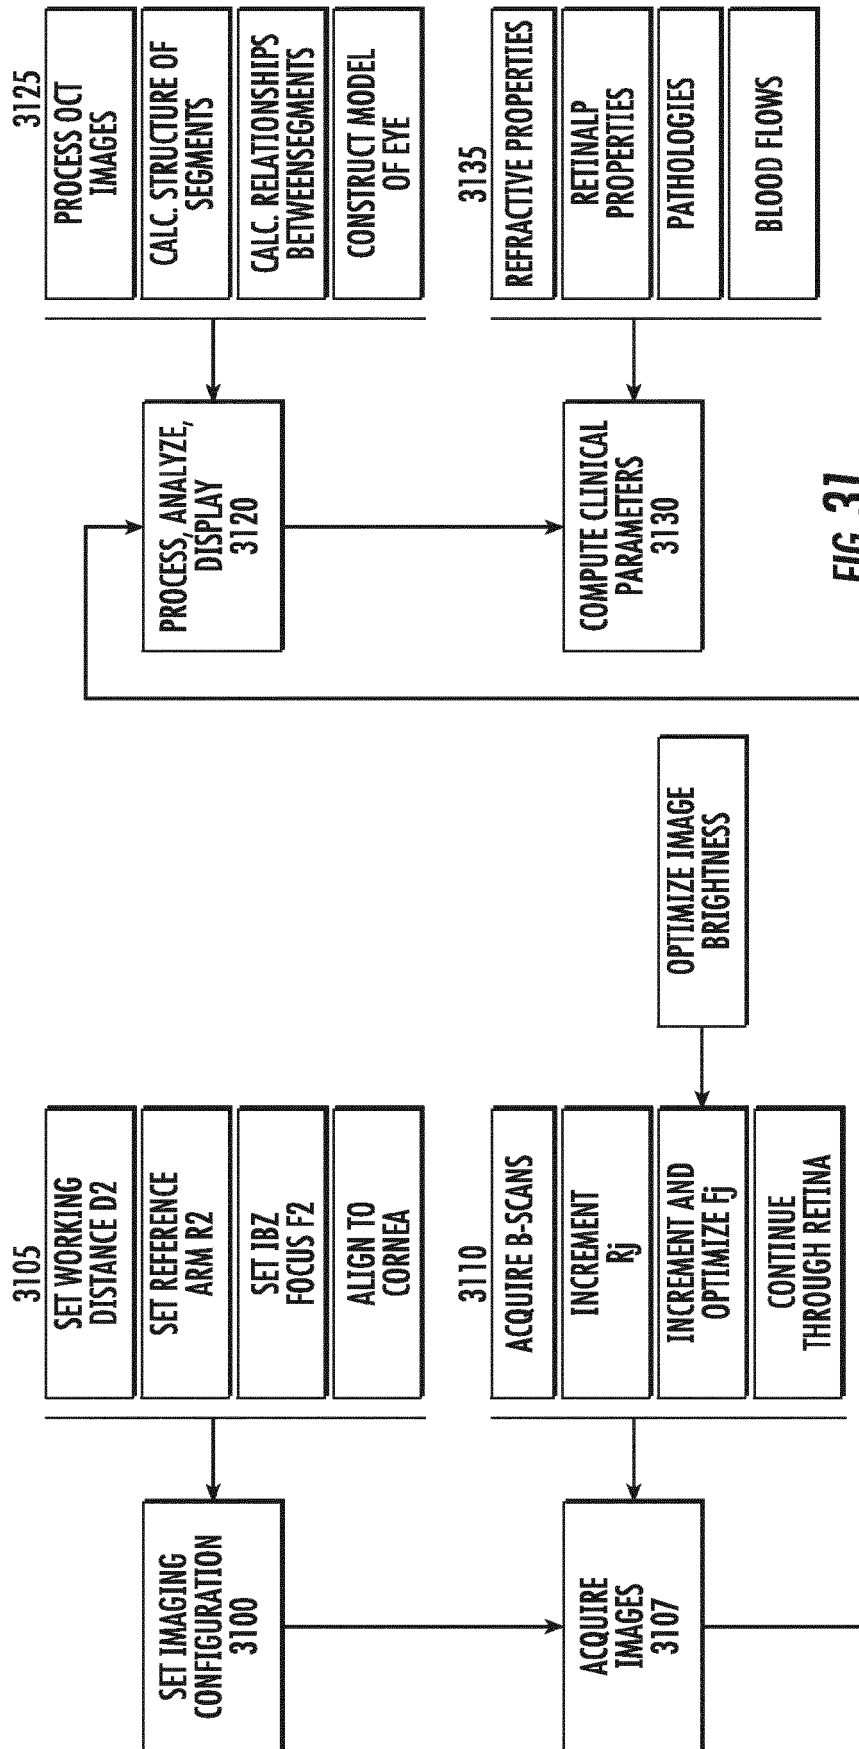 3105
SET WORKING
DISTANCE D2
SET REFERENCE
ARM R2
SET IBZ
FOCUS F2
ALIGN TO
CORNEA
SET IMAGING
CONFIGURATION
3100
3110
ACQUIRE B-SCANS
INCREMENT
Rj
INCREMENT AND
OPTIMIZE Fj
CONTINUE
THROUGH RETINA
OPTIMIZE IMAGE
BRIGHTNESS
ACQUIRE
IMAGES
3107
3125
PROCESS OCT
IMAGES
CALC. STRUCTURE OF
SEGMENTS
CALC. RELATIONSHIPS
BETWEENSEGMENTS
CONSTRUCT MODEL
OF EYE
PROCESS, ANALYZE,
DISPLAY
3120
3135
REFRACTIVE PROPERTIES
RETINALP
PROPERTIES
PATHOLOGIES
BLOOD FLOWS
COMPUTE CLINICAL
PARAMETERS
3130
FIG. 31